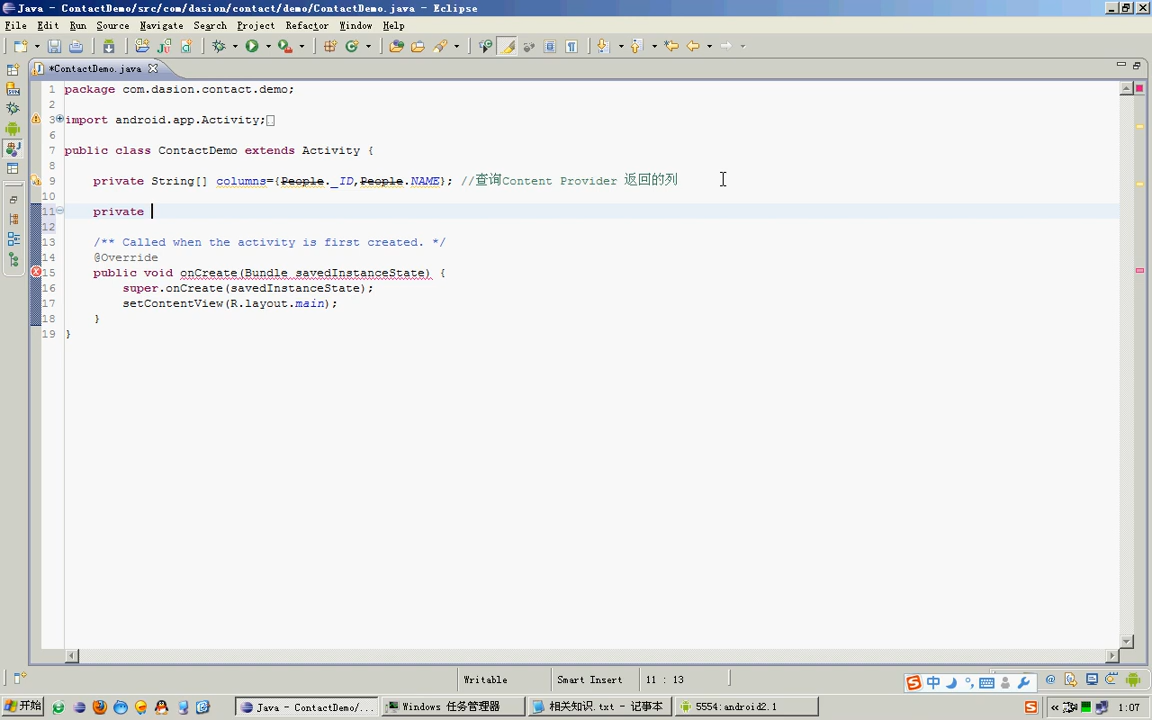 Java - ContactDemo/src/com/dasion/contact/demo/ContactDemo.java - Eclipse
File Edit Run Source Navigate Search Project Refactor Window Help
*ContactDemo.java
1 package com.dasion.contact.demo;
2
3 import android.app.Activity;
6
7 public class ContactDemo extends Activity {
8
9 private String[] columns={People._ID,People.NAME}; //查询Content Provider 返回的列
10
11 private
12
13 /** Called when the activity is first created. */
14 @Override
15 public void onCreate(Bundle savedInstanceState) {
16 super.onCreate(savedInstanceState);
17 setContentView(R.layout.main);
18 }
19 }
Writable Smart Insert 11 : 13
中
开始 Java - ContactDemo/... Windows 任务管理器 相关知识.txt - 记事本 5554:android2.1 « 1:07